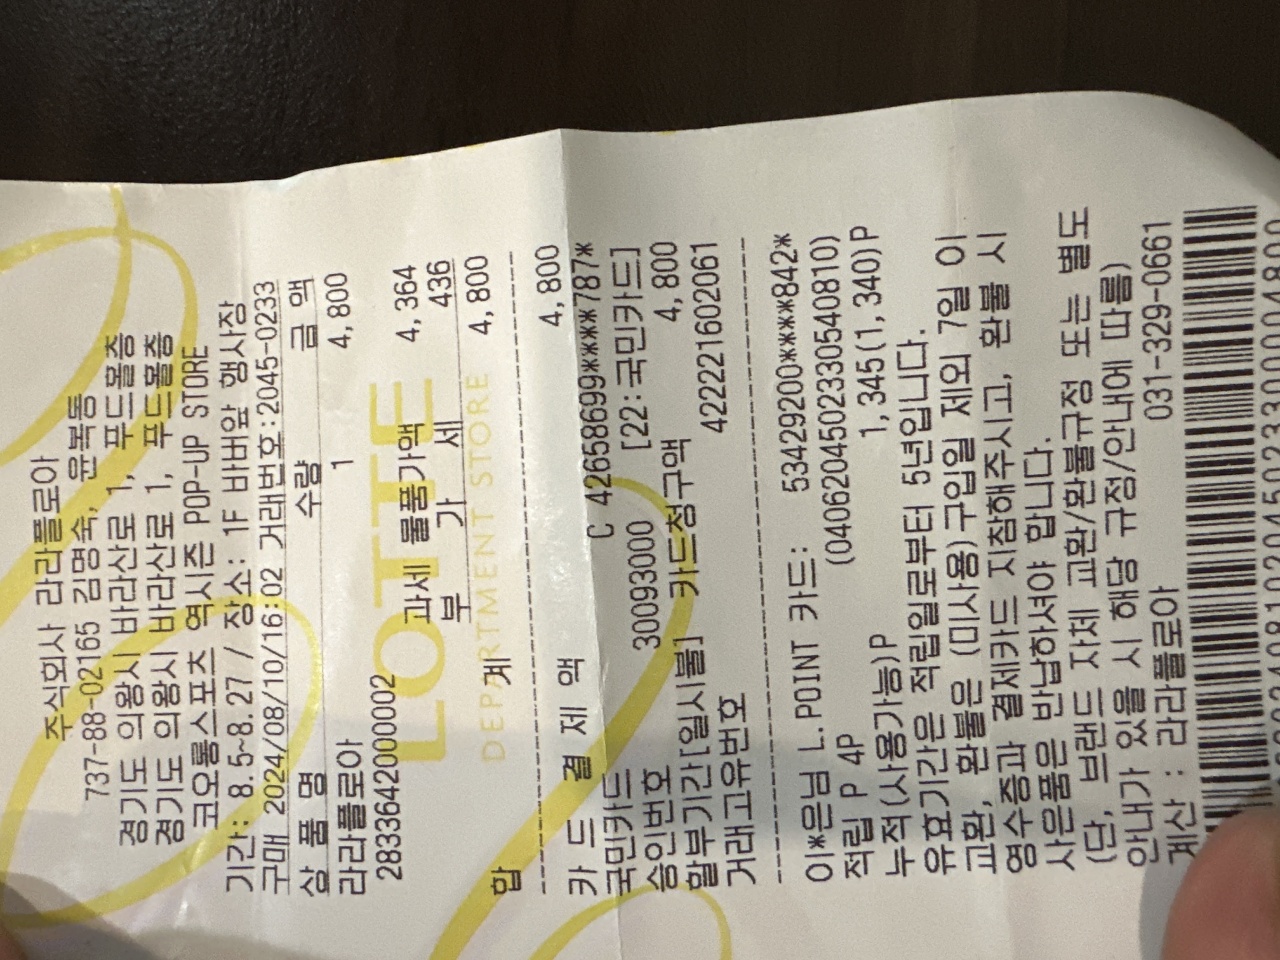 주식회사 라라플로아
737-88-02165 김명숙, 윤복동
경기도 의왕시 바라산로 1, 푸드홀층
경기도 의왕시 바라산로 1, 푸드홀층
코오롱스포츠 역시즌 POP-UP STORE
기간: 8.5~8.27 / 장소: 1F 바버앞 행사장
구매 2024/08/10/16:02 거래번호:2045-0233
상 품 명 수량 금 액
라라플로아 1 4,800
2833642000002
LOTTE
DEPARTMENT STORE
과세 물품가액 4,364
부 가 세 436
합 계 4,800
카 드 결 제 액 4,800
국민카드 C 42658699****787*
승인번호 30093000 [22:국민카드]
할부기간[일시불] 카드청구액 4,800
거래고유번호 422221602061
이*은님 L.POINT 카드: 53429200****842*
적립 P 4P (040620450233054081​0)
누적(사용가능)P 1,345(1,340)P
유효기간은 적립일로부터 5년입니다.
교환, 환불은 (미사용)구입일 제외 7일 이
영수증과 결제카드 지참해주시고, 환불 시
사은품은 반납하셔야 합니다.
(단, 브랜드 자체 교환/환불규정 또는 별도
안내가 있을 시 해당 규정/안내에 따름)
계산 : 라라플로아 031-329-0661